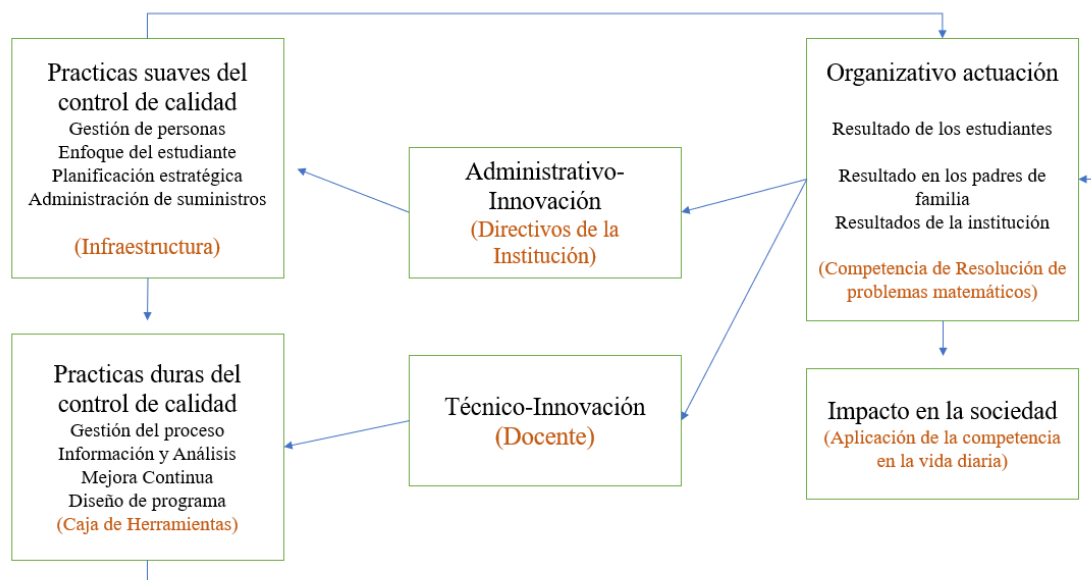 Practicas suaves del
control de calidad
Gestión de personas
Enfoque del estudiante
Planificación estratégica
Administración de suministros
(Infraestructura)
Administrativo-
Innovación
(Directivos de la
Institución)
Organizativo actuación
Resultado de los estudiantes
Resultado en los padres de
familia
Resultados de la institución
(Competencia de Resolución de
problemas matemáticos)
Practicas duras del
control de calidad
Gestión del proceso
Información y Análisis
Mejora Continua
Diseño de programa
(Caja de Herramientas)
Técnico-Innovación
(Docente)
Impacto en la sociedad
(Aplicación de la competencia
en la vida diaria)